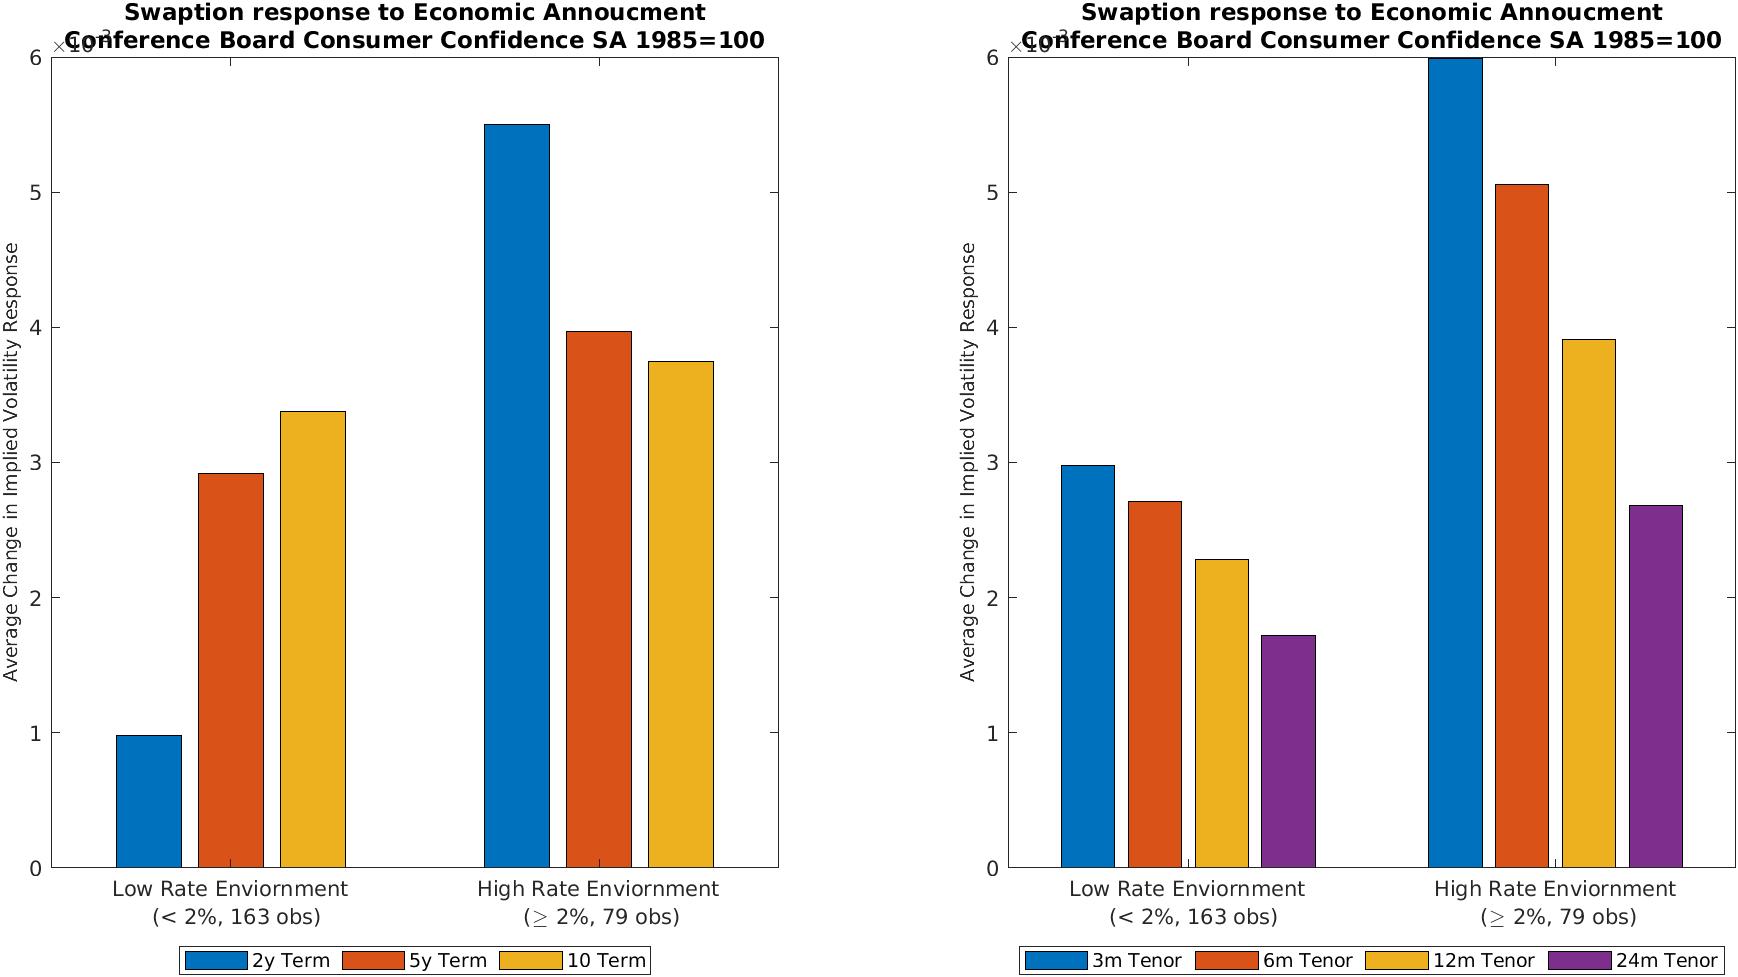 Swaption response to Economic Annoucment
Conference Board Consumer Confidence SA 1985=100
6
5
4
3
2
1
0
Average Change in Implied Volatility Response
Low Rate Enviornment
(< 2%, 163 obs)
High Rate Enviornment
(≥ 2%, 79 obs)
2y Term 5y Term 10 Term
Swaption response to Economic Annoucment
Conference Board Consumer Confidence SA 1985=100
6
5
4
3
2
1
0
Average Change in Implied Volatility Response
Low Rate Enviornment
(< 2%, 163 obs)
High Rate Enviornment
(≥ 2%, 79 obs)
3m Tenor 6m Tenor 12m Tenor 24m Tenor